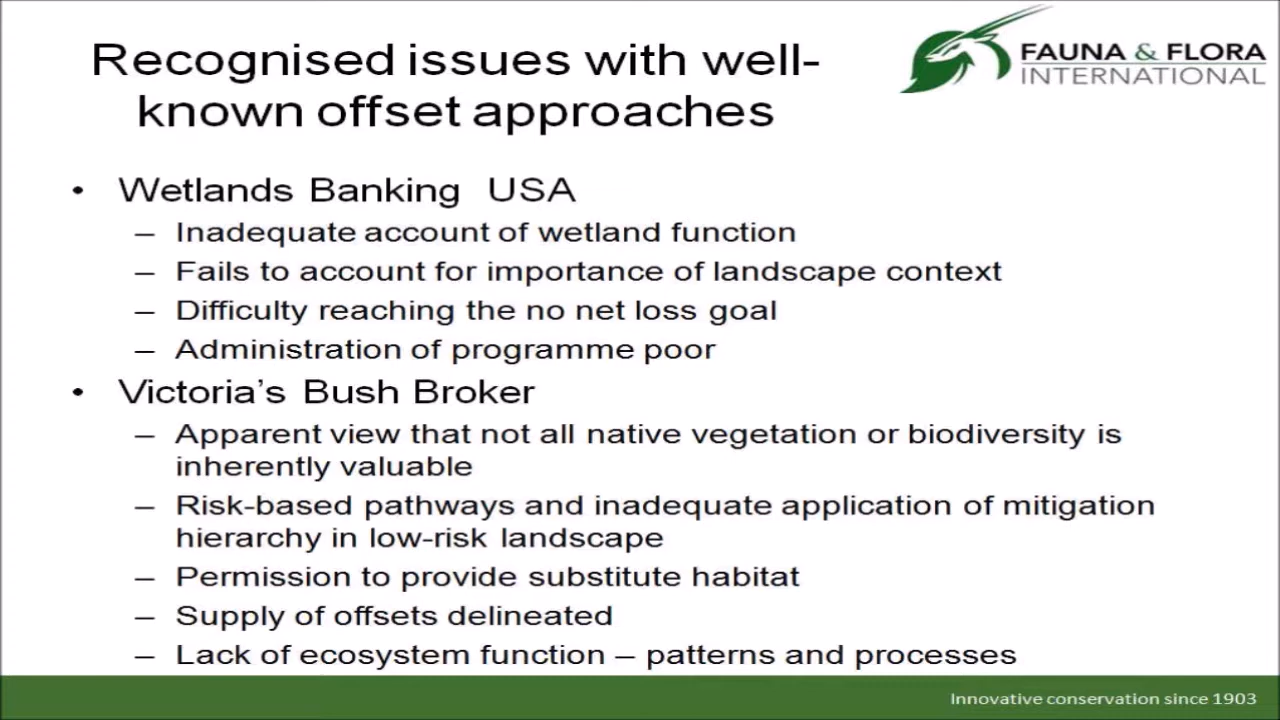 Recognised issues with well-
known offset approaches
FAUNA & FLORA
INTERNATIONAL
• Wetlands Banking USA
– Inadequate account of wetland function
– Fails to account for importance of landscape context
– Difficulty reaching the no net loss goal
– Administration of programme poor
• Victoria's Bush Broker
– Apparent view that not all native vegetation or biodiversity is
inherently valuable
– Risk-based pathways and inadequate application of mitigation
hierarchy in low-risk landscape
– Permission to provide substitute habitat
– Supply of offsets delineated
– Lack of ecosystem function – patterns and processes
Innovative conservation since 1903